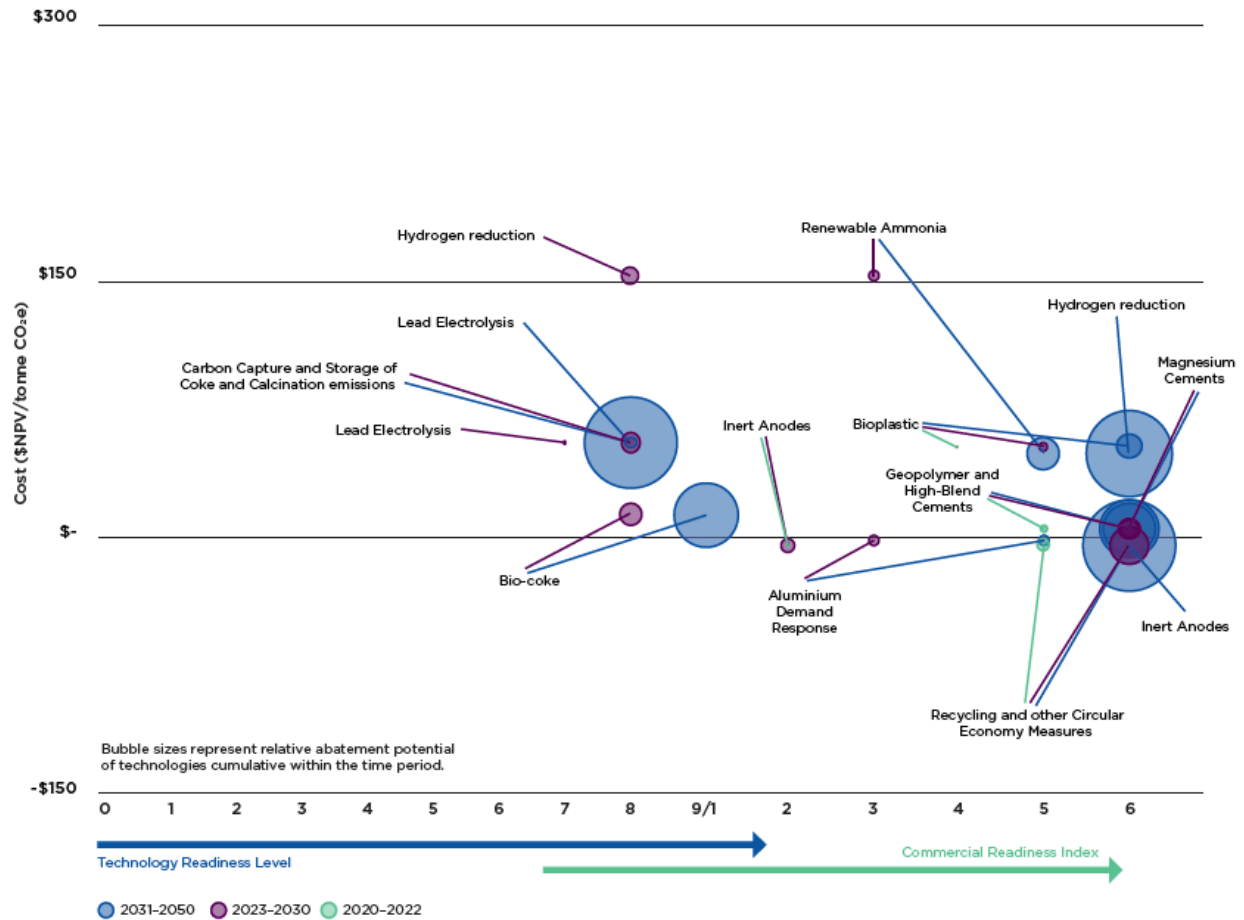 $300
Renewable Ammonia
Hydrogen reduction
$150
Hydrogen reduction
Lead Electrolysis
Magnesium
Cements
Carbon Capture and Storage of
Coke and Calcination emissions
Lead Electrolysis
Inert Anodes
Bioplastic
Geopolymer and
High-Blend
Cements
Cost ($NPV/tonne CO₂e)
$-
Bio-coke
Aluminium
Demand
Response
Inert Anodes
Recycling and other Circular
Economy Measures
Bubble sizes represent relative abatement potential
of technologies cumulative within the time period.
-$150
0 1 2 3 4 5 6 7 8 9/1 2 3 4 5 6
Technology Readiness Level
Commercial Readiness Index
2031–2050 2023–2030 2020–2022